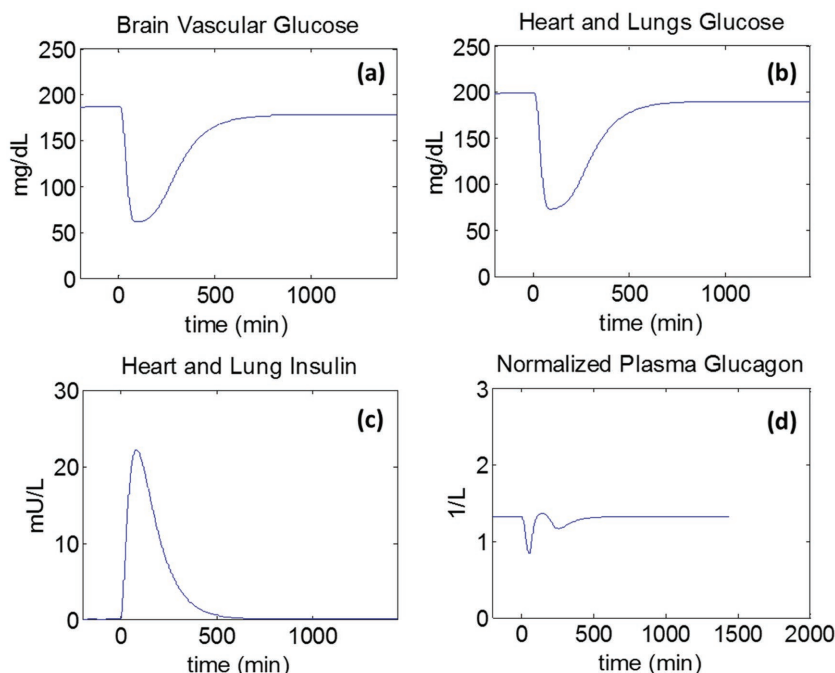 Brain Vascular Glucose
(a)
250
200
150
100
50
0
mg/dL
0 500 1000
time (min)
Heart and Lungs Glucose
(b)
250
200
150
100
50
0
mg/dL
0 500 1000
time (min)
Heart and Lung Insulin
(c)
30
20
10
0
mU/L
0 500 1000
time (min)
Normalized Plasma Glucagon
(d)
3
2
1
0
1/L
0 500 1000 1500 2000
time (min)